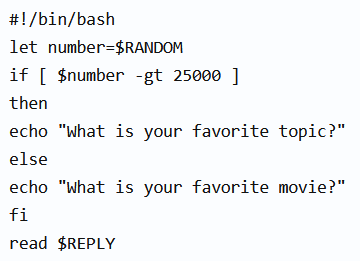 #!/bin/bash
let number=$RANDOM
if [ $number -gt 25000 ]
then
echo "What is your favorite topic?"
else
echo "What is your favorite movie?"
fi
read $REPLY